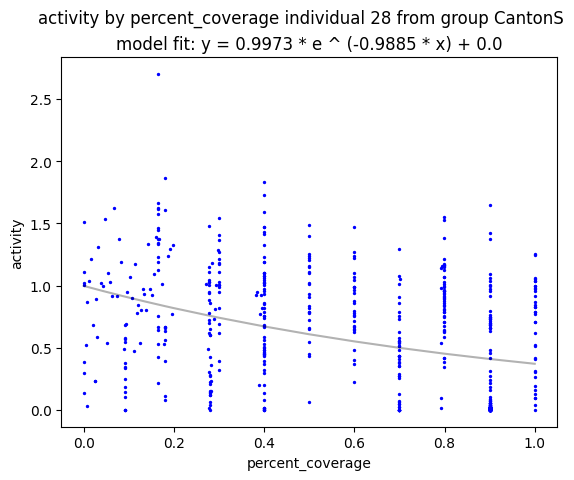 activity by percent_coverage individual 28 from group CantonS
model fit: y = 0.9973 * e ^ (-0.9885 * x) + 0.0
2.5
2.0
1.5
1.0
0.5
0.0
activity
0.0 0.2 0.4 0.6 0.8 1.0
percent_coverage